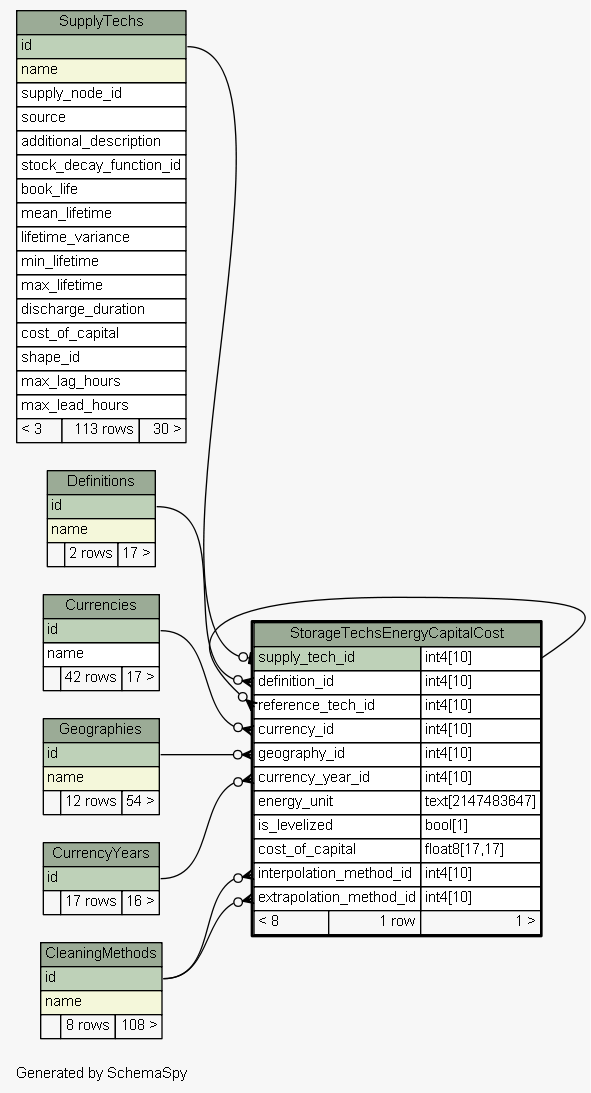 SupplyTechs
id
name
supply_node_id
source
additional_description
stock_decay_function_id
book_life
mean_lifetime
lifetime_variance
min_lifetime
max_lifetime
discharge_duration
cost_of_capital
shape_id
max_lag_hours
max_lead_hours
< 3 113 rows 30 >
Definitions
id
name
2 rows 17 >
Currencies
id
name
42 rows 17 >
Geographies
id
name
12 rows 54 >
CurrencyYears
id
17 rows 16 >
CleaningMethods
id
name
8 rows 108 >
StorageTechsEnergyCapitalCost
supply_tech_id int4[10]
definition_id int4[10]
reference_tech_id int4[10]
currency_id int4[10]
geography_id int4[10]
currency_year_id int4[10]
energy_unit text[2147483647]
is_levelized bool[1]
cost_of_capital float8[17,17]
interpolation_method_id int4[10]
extrapolation_method_id int4[10]
< 8 1 row 1 >
Generated by SchemaSpy